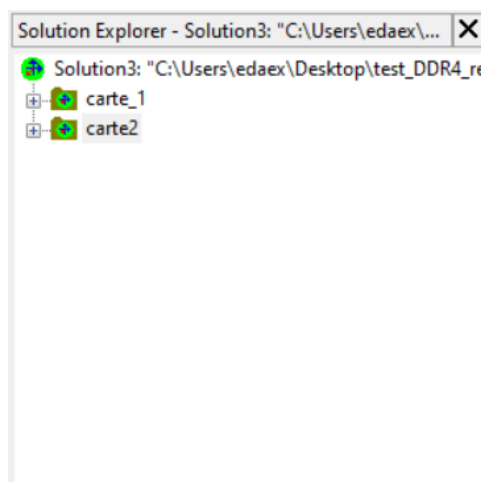 Solution Explorer - Solution3: "C:\Users\edaex\...
Solution3: "C:\Users\edaex\Desktop\test_DDR4_re
carte_1
carte2